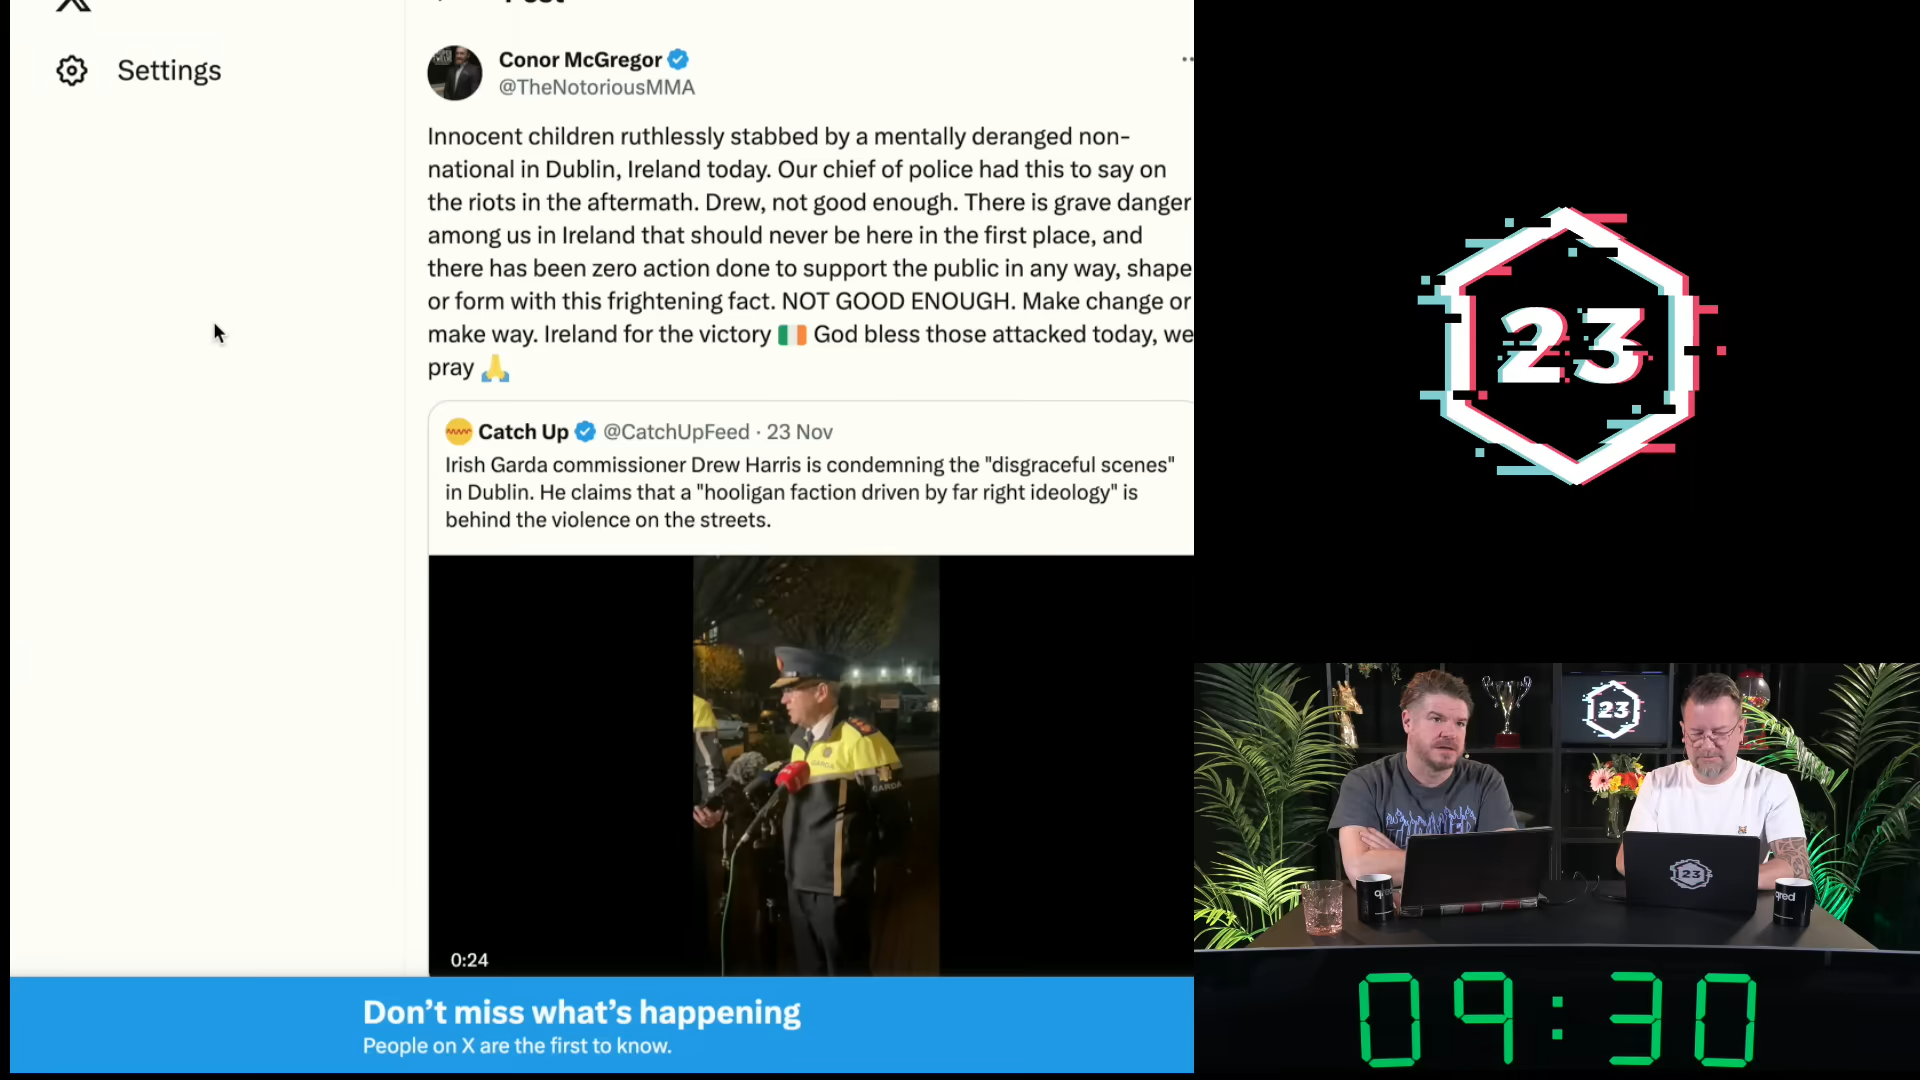 Settings
Conor McGregor
@TheNotoriousMMA
Innocent children ruthlessly stabbed by a mentally deranged non-
national in Dublin, Ireland today. Our chief of police had this to say on
the riots in the aftermath. Drew, not good enough. There is grave danger
among us in Ireland that should never be here in the first place, and
there has been zero action done to support the public in any way, shape
or form with this frightening fact. NOT GOOD ENOUGH. Make change or
make way. Ireland for the victory 🇮🇪 God bless those attacked today, we
pray 🙏
Catch Up @CatchUpFeed · 23 Nov
Irish Garda commissioner Drew Harris is condemning the "disgraceful scenes"
in Dublin. He claims that a "hooligan faction driven by far right ideology" is
behind the violence on the streets.
GARDA
GARDA
0:24
Don't miss what's happening
People on X are the first to know.
23
23
23
qred
09:30